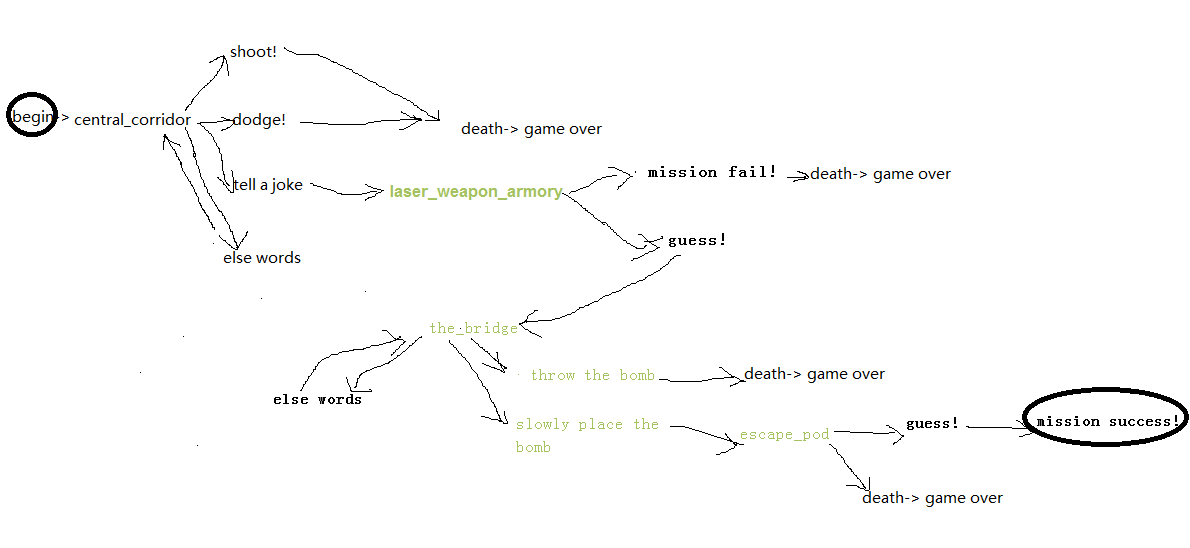 shoot!
begin-> central_corridor
dodge!
death-> game over
tell a joke
laser_weapon_armory
mission fail!
death-> game over
guess!
else words
the_bridge
throw the bomb
death-> game over
else words
slowly place the
bomb
escape_pod
guess!
mission success!
death-> game over